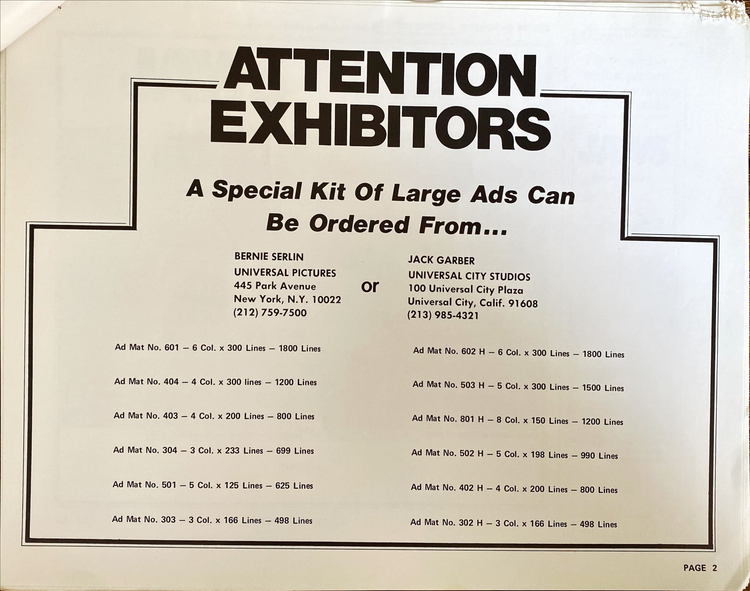 ATTENTION
EXHIBITORS
A Special Kit Of Large Ads Can
Be Ordered From...
BERNIE SERLIN
UNIVERSAL PICTURES
445 Park Avenue
New York, N.Y. 10022
(212) 759-7500
or
JACK GARBER
UNIVERSAL CITY STUDIOS
100 Universal City Plaza
Universal City, Calif. 91608
(213) 985-4321
Ad Mat No. 601 — 6 Col. x 300 Lines — 1800 Lines
Ad Mat No. 404 — 4 Col. x 300 lines — 1200 Lines
Ad Mat No. 403 — 4 Col. x 200 Lines — 800 Lines
Ad Mat No. 304 — 3 Col. x 233 Lines — 699 Lines
Ad Mat No. 501 — 5 Col. x 125 Lines — 625 Lines
Ad Mat No. 303 — 3 Col. x 166 Lines — 498 Lines
Ad Mat No. 602 H — 6 Col. x 300 Lines — 1800 Lines
Ad Mat No. 503 H — 5 Col. x 300 Lines — 1500 Lines
Ad Mat No. 801 H — 8 Col. x 150 Lines — 1200 Lines
Ad Mat No. 502 H — 5 Col. x 198 Lines — 990 Lines
Ad Mat No. 402 H — 4 Col. x 200 Lines — 800 Lines
Ad Mat No. 302 H — 3 Col. x 166 Lines — 498 Lines
PAGE 2